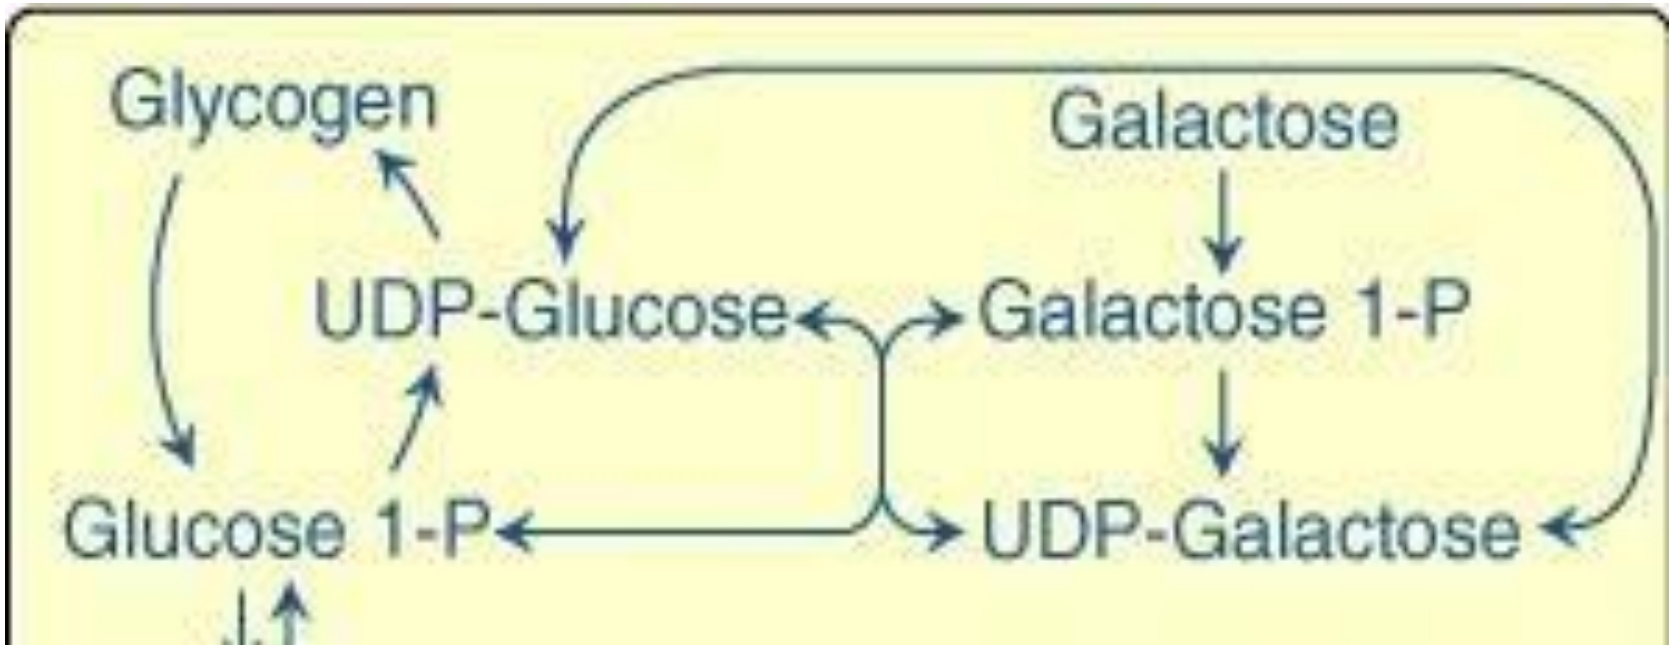 Glycogen
Galactose
UDP-Glucose
Galactose 1-P
Glucose 1-P
UDP-Galactose